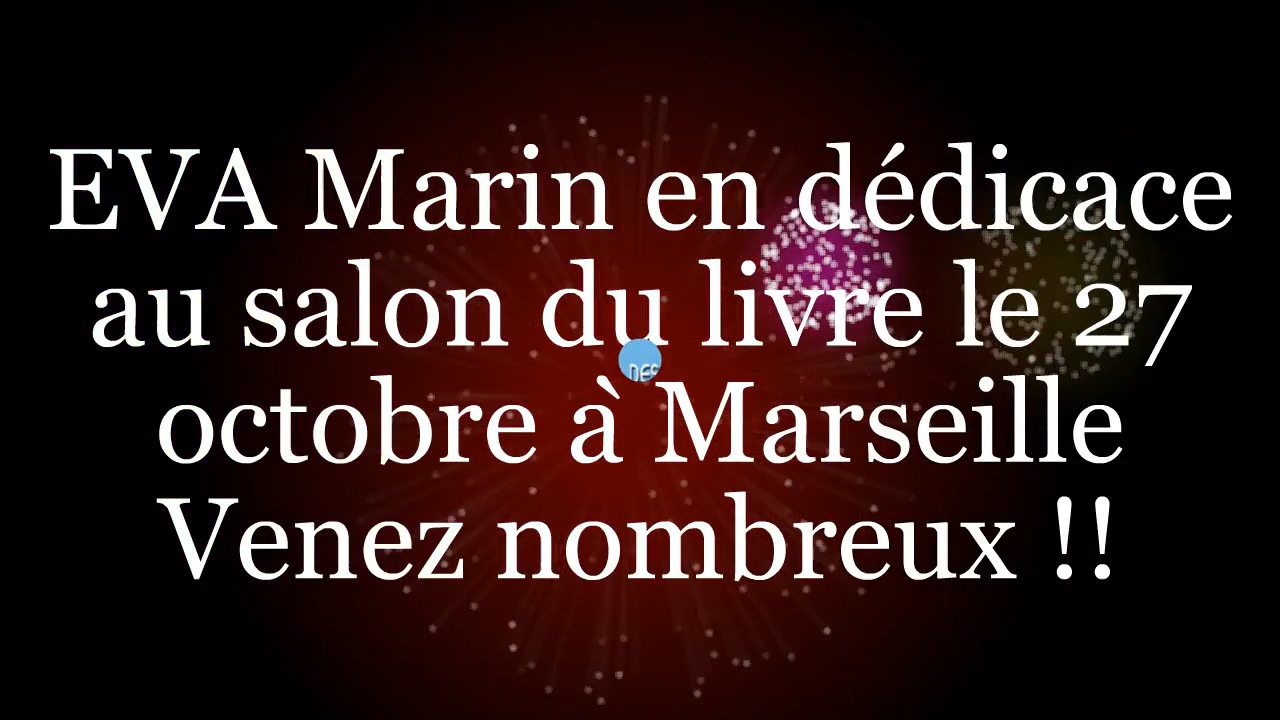 EVA Marin en dédicace
au salon du livre le 27
octobre à Marseille
Venez nombreux !!